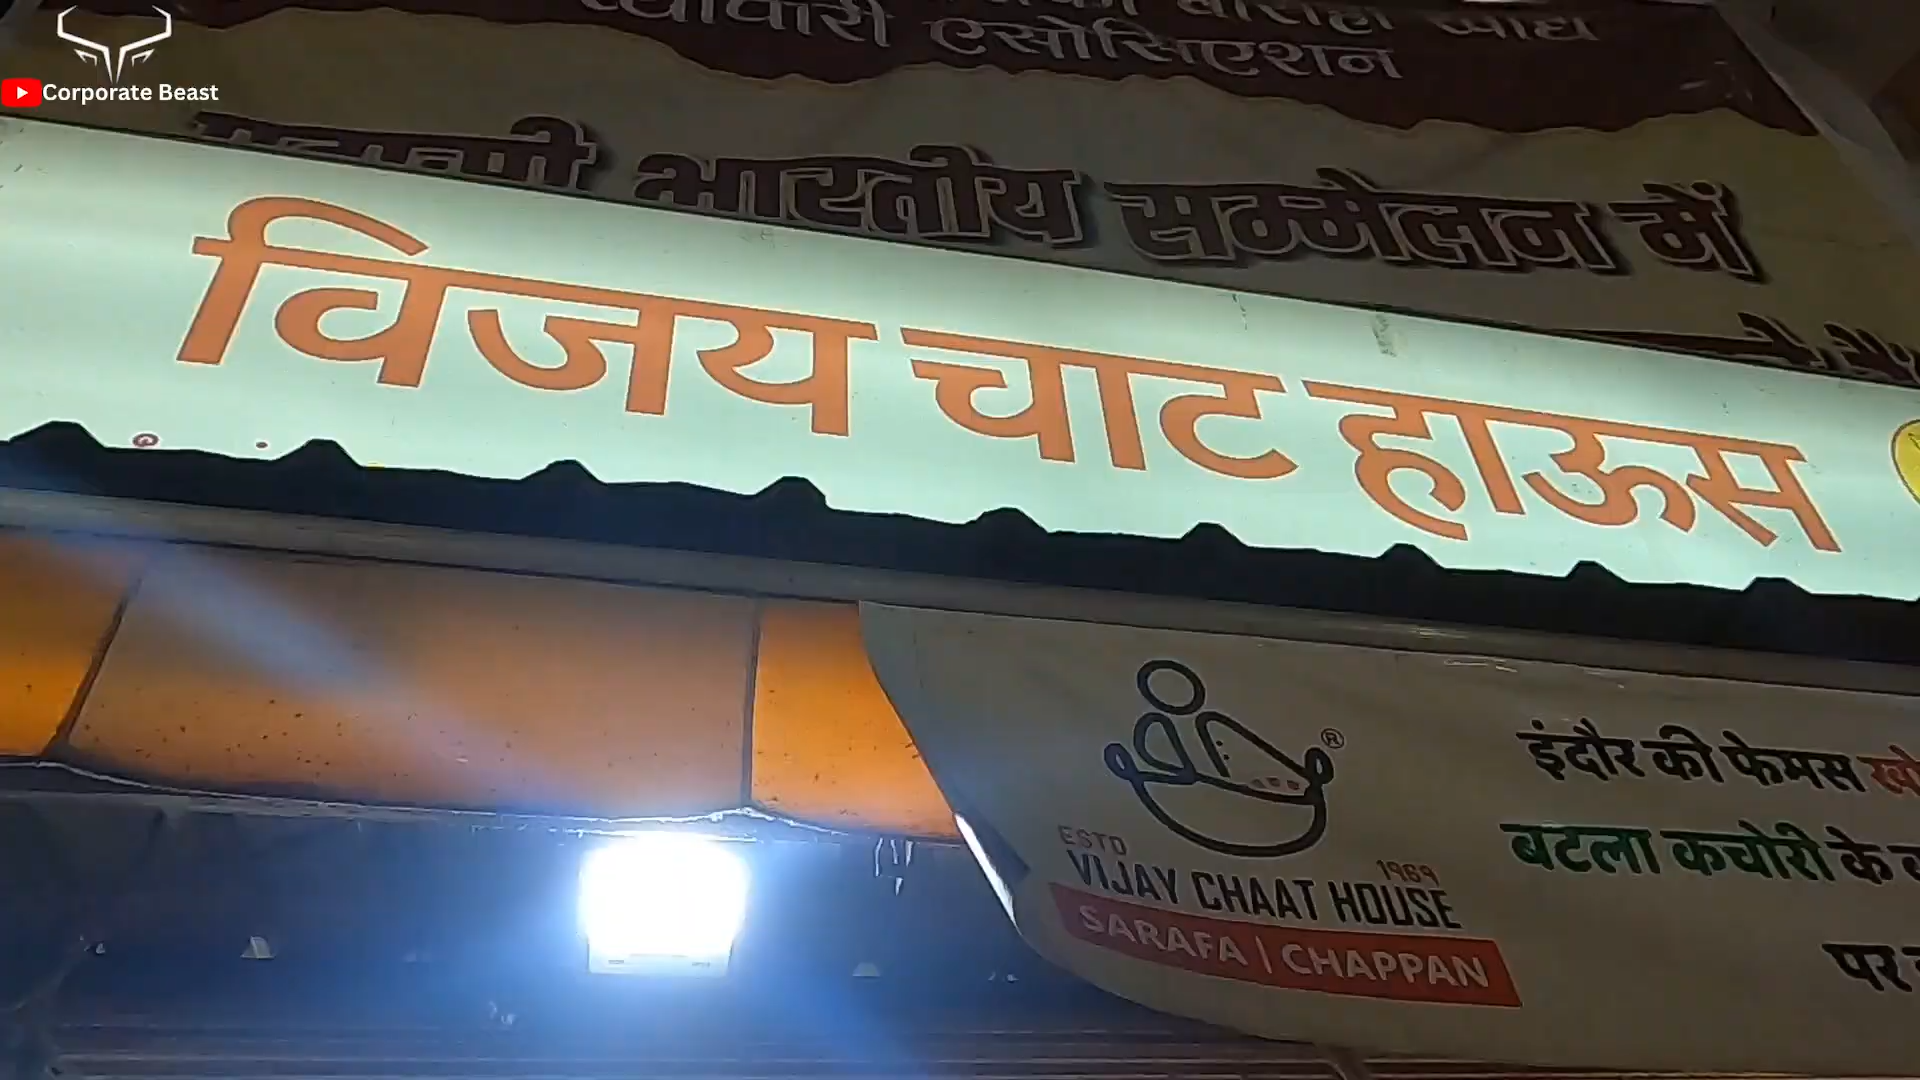 Corporate Beast
एसोसिएशन
भारतीय सम्मेलन में
विजय चाट हाऊस
®
इंदौर की फेमस
बटला कचोरी के
पर
ESTD 1969
VIJAY CHAAT HOUSE
SARAFA | CHAPPAN